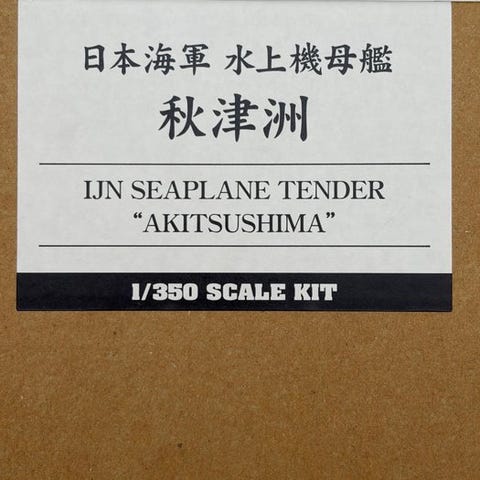 日本海軍 水上機母艦
秋津洲
IJN SEAPLANE TENDER
“AKITSUSHIMA”
1/350 SCALE KIT